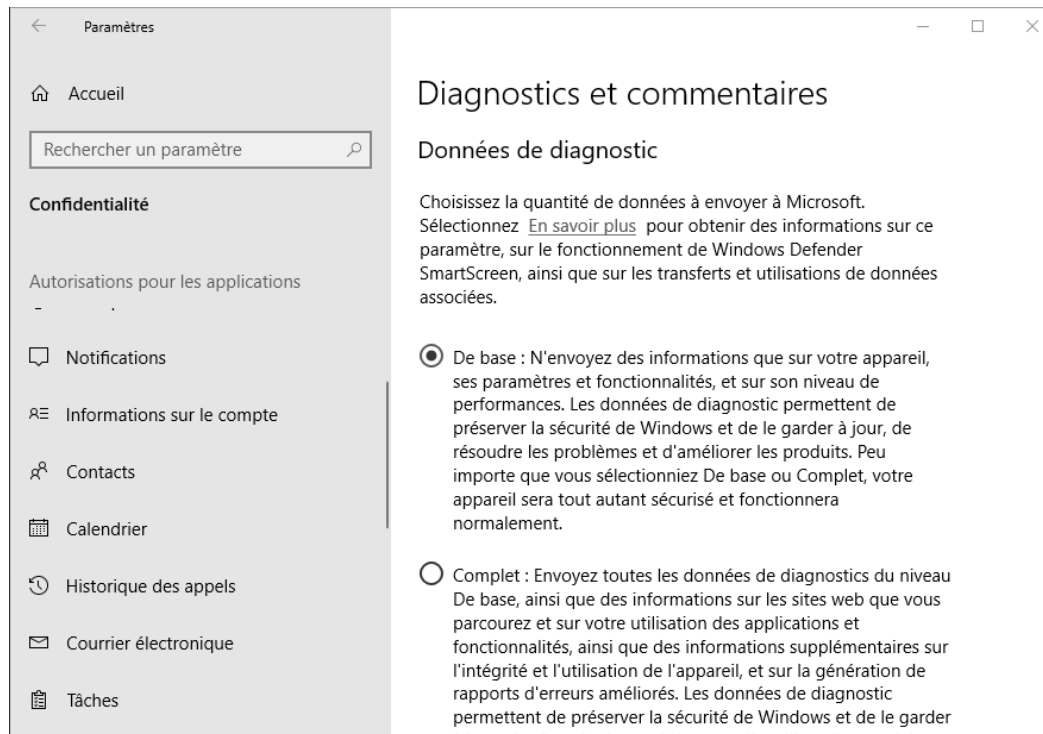 Paramètres
Accueil
Rechercher un paramètre
Confidentialité
Autorisations pour les applications
Notifications
Informations sur le compte
Contacts
Calendrier
Historique des appels
Courrier électronique
Tâches
Diagnostics et commentaires
Données de diagnostic
Choisissez la quantité de données à envoyer à Microsoft.
Sélectionnez En savoir plus pour obtenir des informations sur ce
paramètre, sur le fonctionnement de Windows Defender
SmartScreen, ainsi que sur les transferts et utilisations de données
associées.
De base : N'envoyez des informations que sur votre appareil,
ses paramètres et fonctionnalités, et sur son niveau de
performances. Les données de diagnostic permettent de
préserver la sécurité de Windows et de le garder à jour, de
résoudre les problèmes et d'améliorer les produits. Peu
importe que vous sélectionniez De base ou Complet, votre
appareil sera tout autant sécurisé et fonctionnera
normalement.
Complet : Envoyez toutes les données de diagnostics du niveau
De base, ainsi que des informations sur les sites web que vous
parcourez et sur votre utilisation des applications et
fonctionnalités, ainsi que des informations supplémentaires sur
l'intégrité et l'utilisation de l'appareil, et sur la génération de
rapports d'erreurs améliorés. Les données de diagnostic
permettent de préserver la sécurité de Windows et de le garder